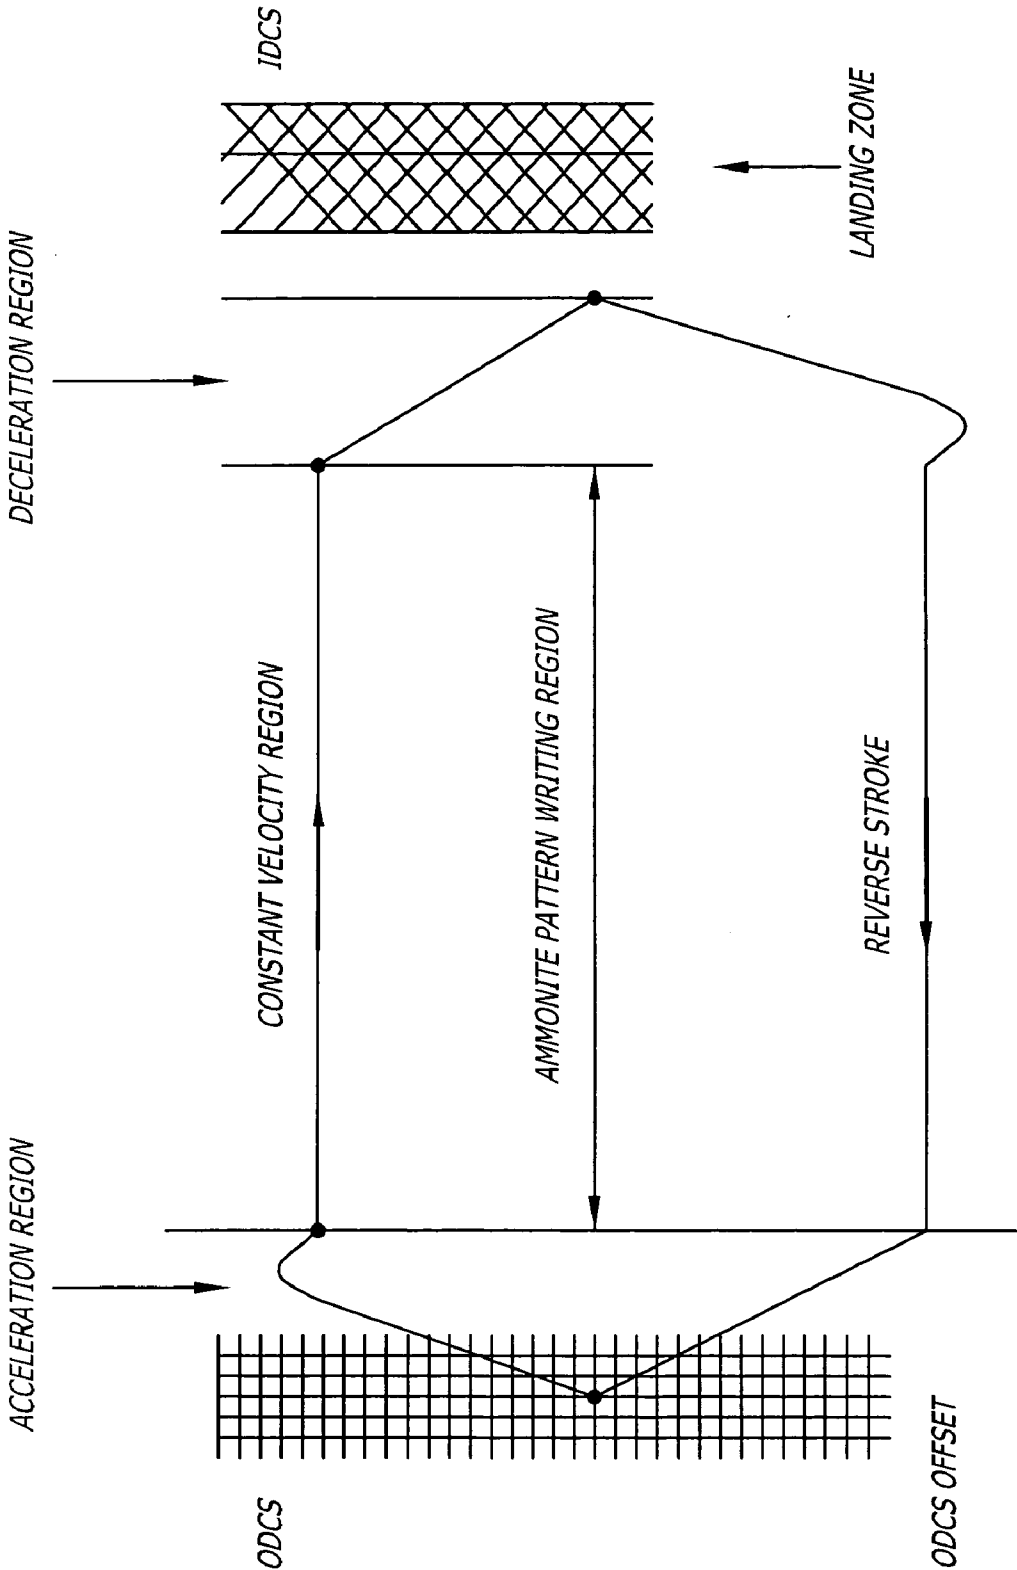 ACCELERATION REGION
DECELERATION REGION
ODCS
CONSTANT VELOCITY REGION
IDCS
AMMONITE PATTERN WRITING REGION
REVERSE STROKE
LANDING ZONE
ODCS OFFSET